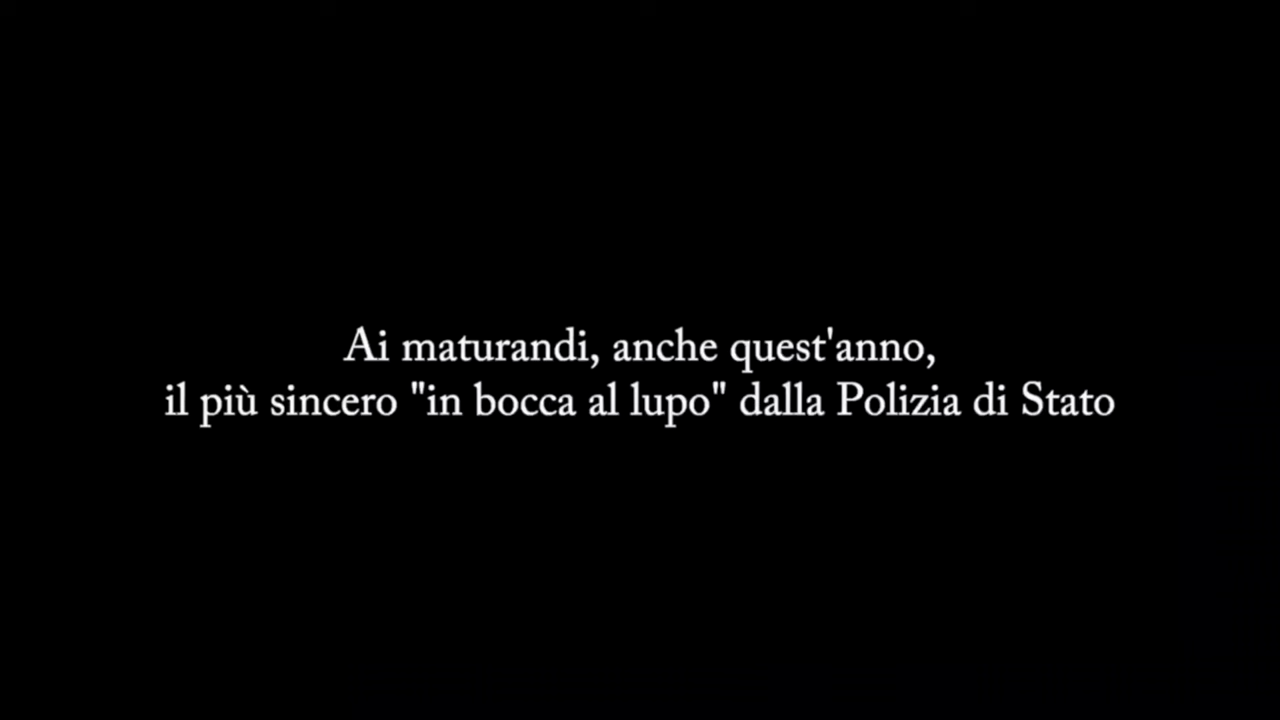 Ai maturandi, anche quest'anno,
il più sincero "in bocca al lupo" dalla Polizia di Stato